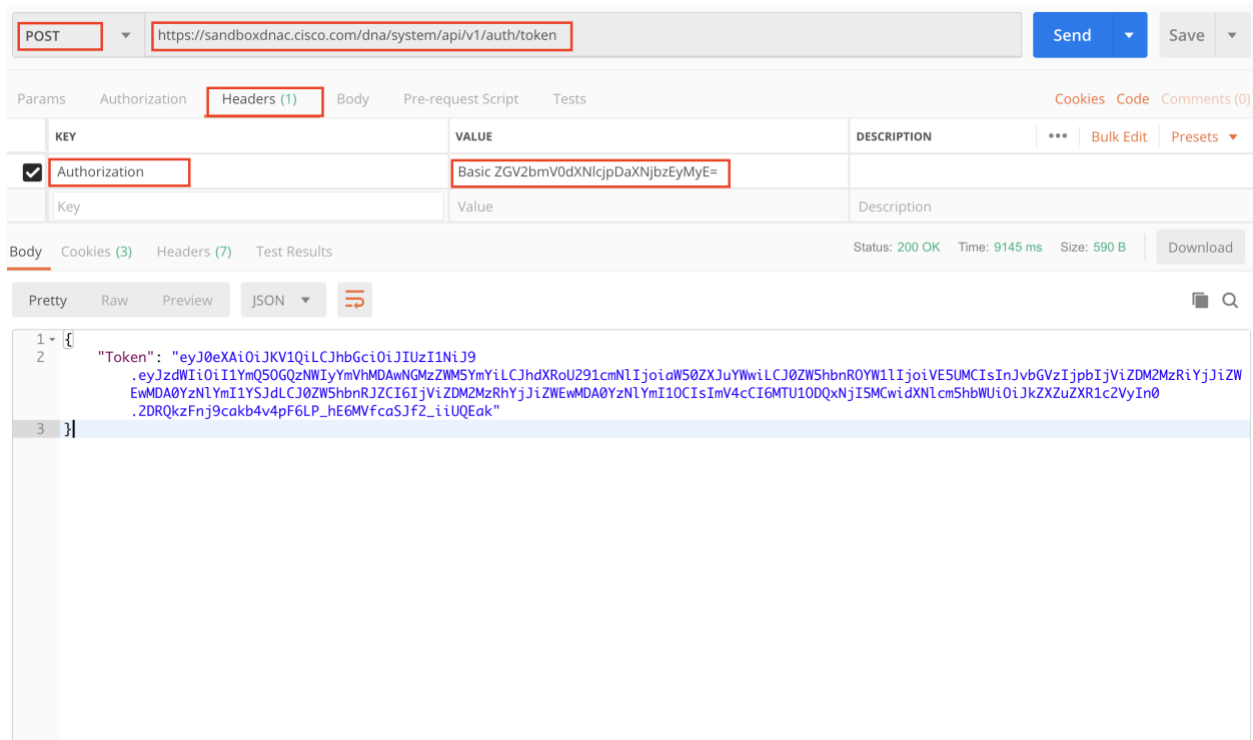 POST https://sandboxdnac.cisco.com/dna/system/api/v1/auth/token Send Save
Params Authorization Headers (1) Body Pre-request Script Tests Cookies Code Comments (0)
KEY VALUE DESCRIPTION ••• Bulk Edit Presets
Authorization Basic ZGV2bmV0dXNlcjpDaXNjbzEyMyE=
Key Value Description
Body Cookies (3) Headers (7) Test Results Status: 200 OK Time: 9145 ms Size: 590 B Download
Pretty Raw Preview JSON
1 {
2 "Token": "eyJ0eXAiOiJKV1QiLCJhbGciOiJIUzI1NiJ9
.eyJzdWIiOiI1YmQ5OGQzNWIyYmVhMDAwNGMzZWM5YmYiLCJhdXRoU291cmNlIjoiaW50ZXJuYWwiLCJ0ZW5hbnROYW1lIjoiVE5UMCIsInJvbGVzIjpbIjViZDM2MzRiYjJiZW
EwMDA0YzNlYmI1YSJdLCJ0ZW5hbnRJZCI6IjViZDM2MzRhYjJiZWEwMDA0YzNlYmI1OCIsImV4cCI6MTU1ODQxNjI5MCwidXNlcm5hbWUiOiJkZXZuZXR1c2VyIn0
.2DRQkzFnj9cakb4v4pF6LP_hE6MVfcaSJf2_iiUQEak"
3 }